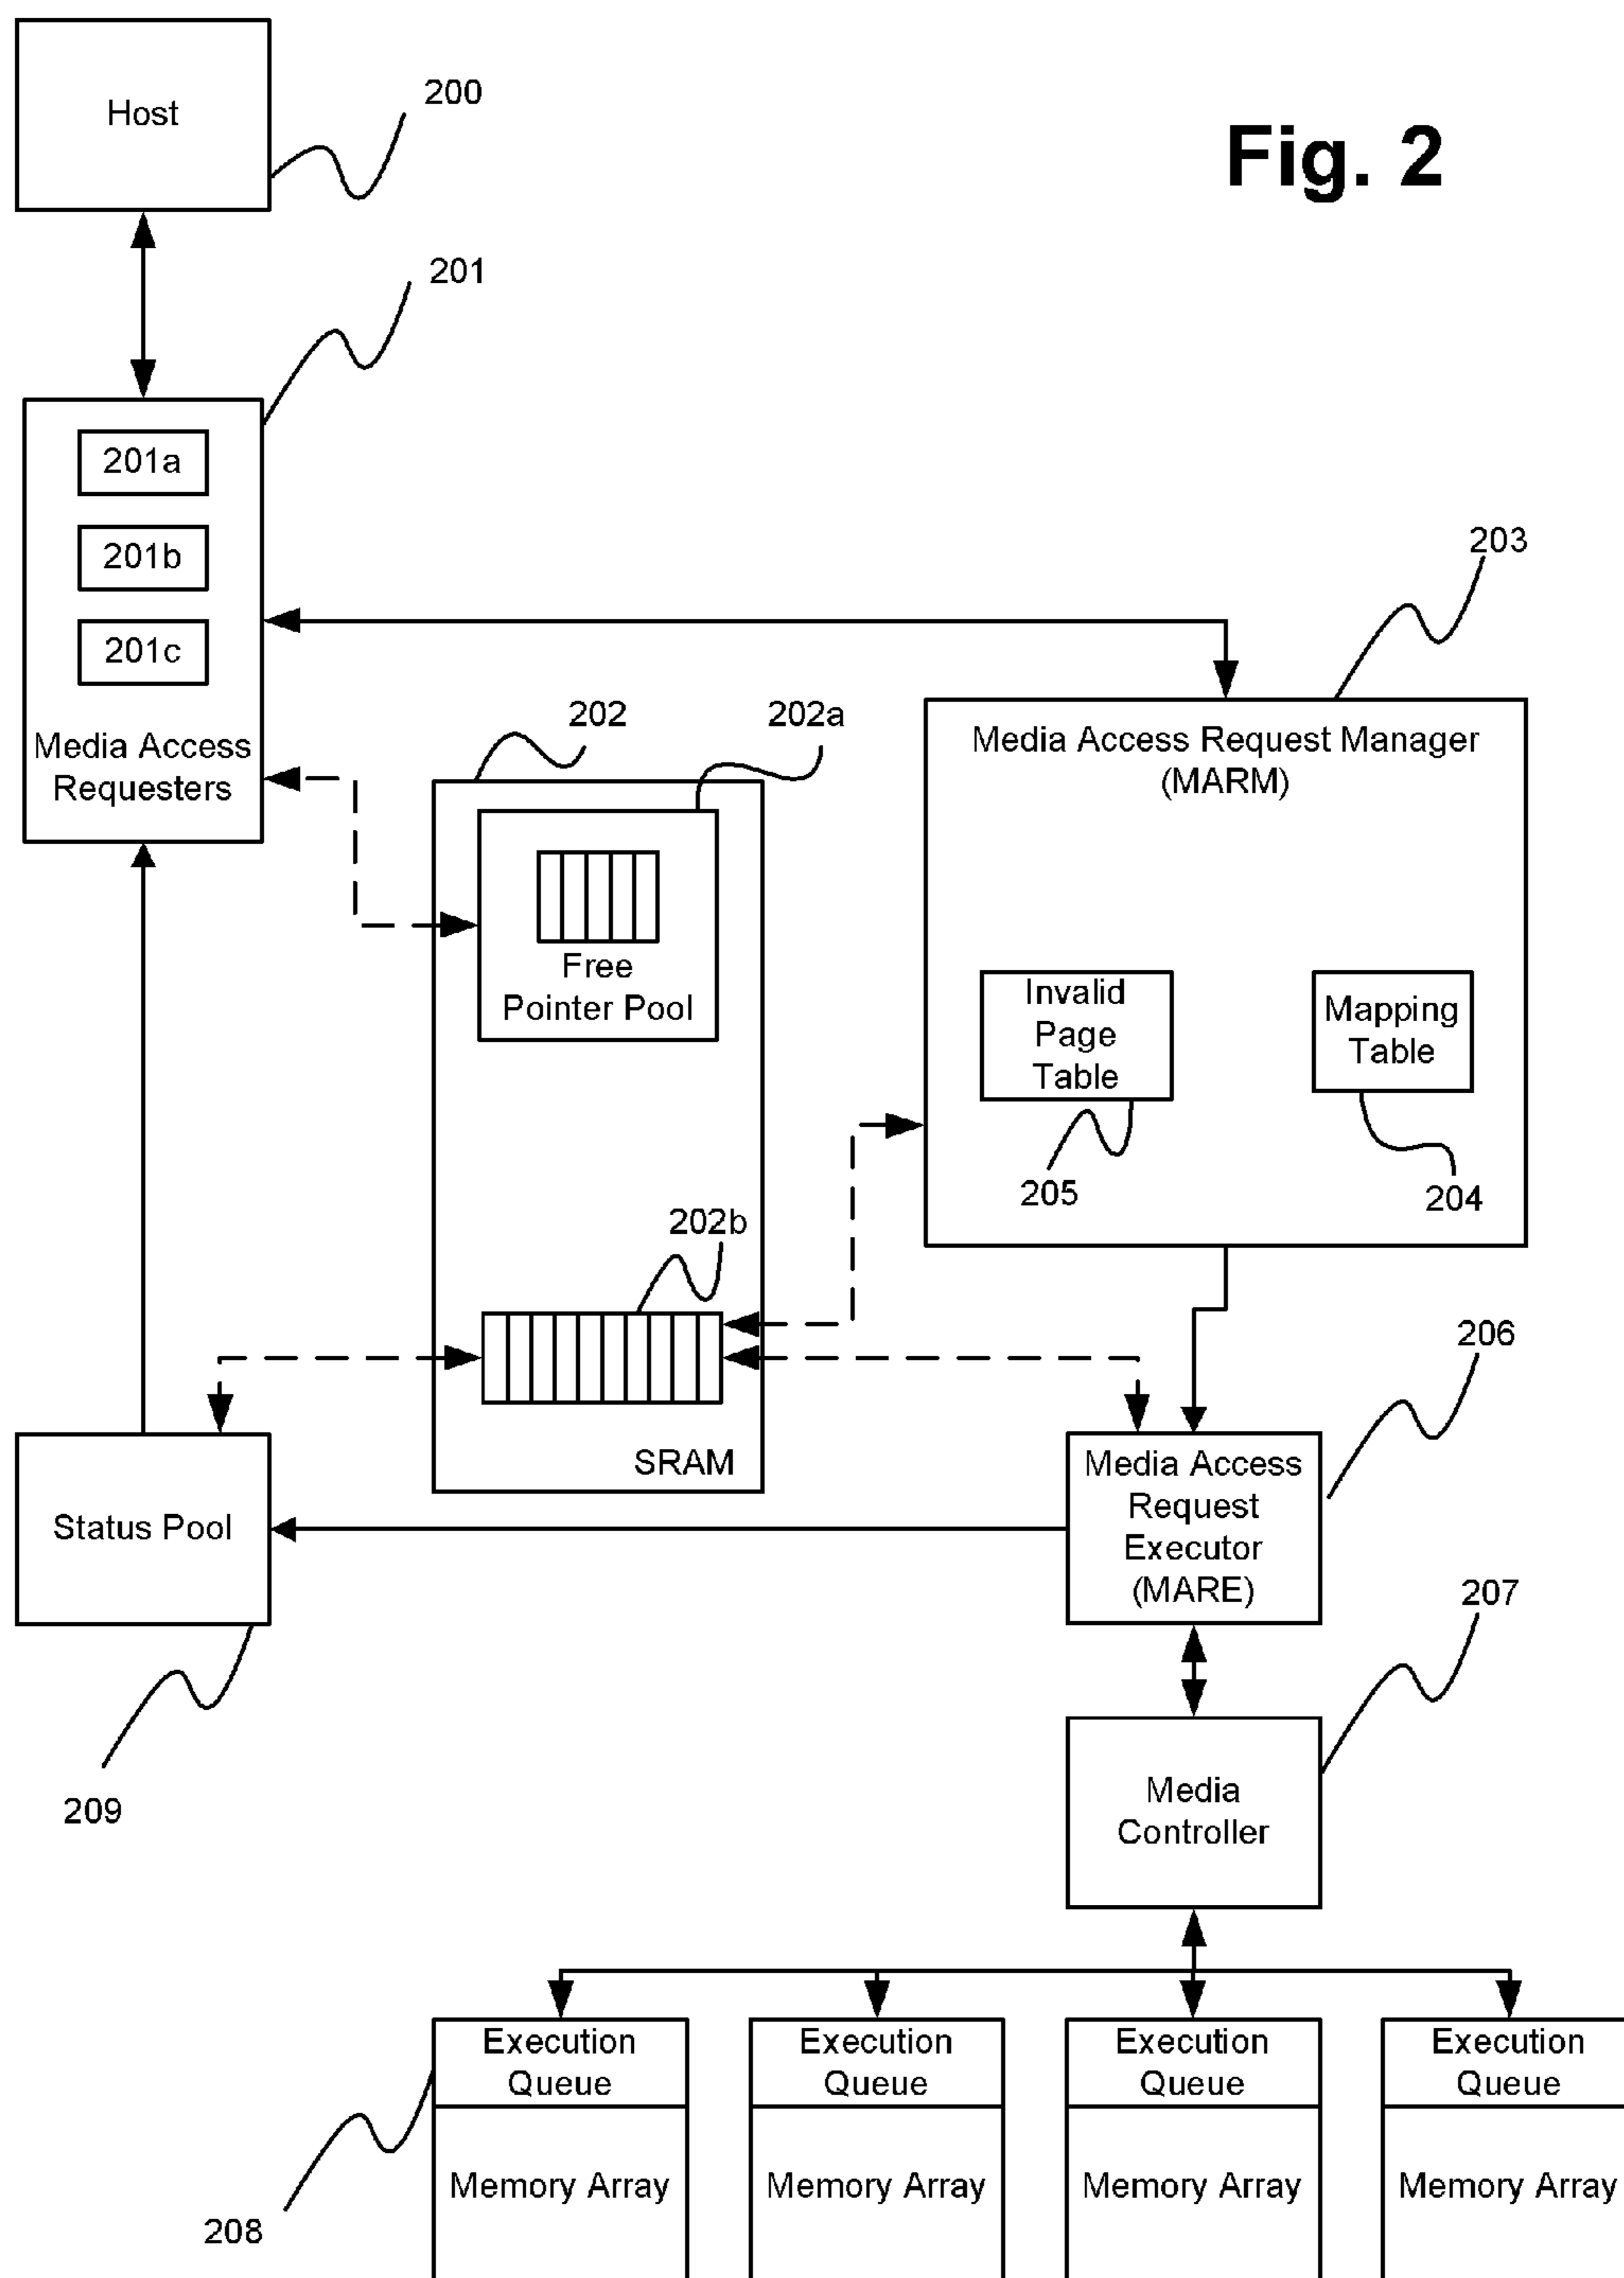 Fig. 2
Host
200
201
201a
201b
201c
Media Access
Requesters
203
202
202a
Media Access Request Manager
(MARM)
Free
Pointer Pool
Invalid
Page
Table
Mapping
Table
205
204
202b
206
SRAM
Status Pool
Media Access
Request
Executor
(MARE)
207
209
Media
Controller
Execution
Queue
Execution
Queue
Execution
Queue
Execution
Queue
Memory Array
Memory Array
Memory Array
Memory Array
208